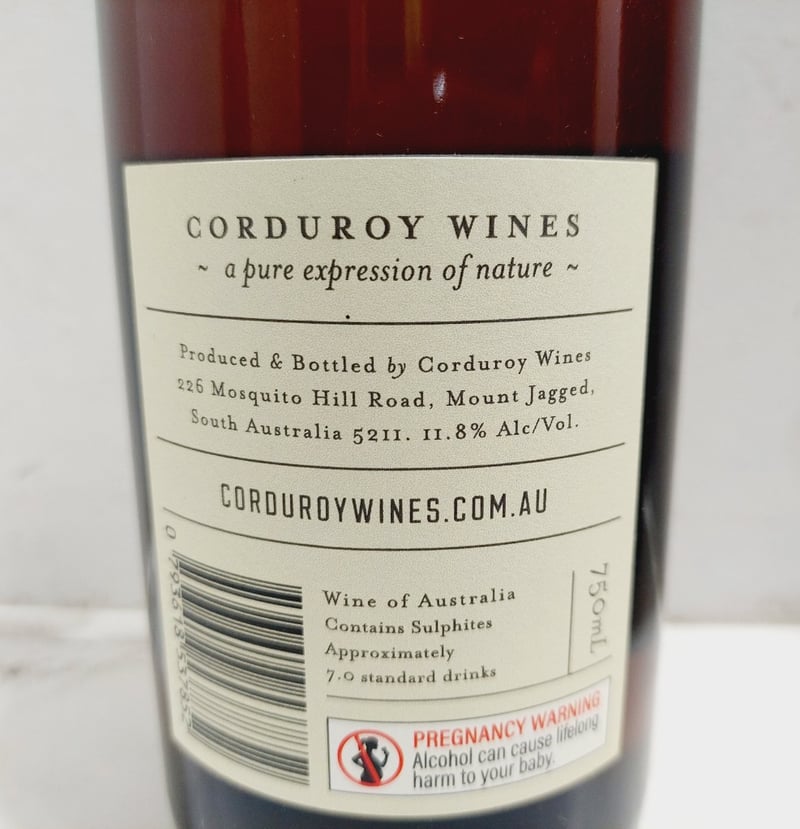 CORDUROY WINES
~ a pure expression of nature ~
Produced & Bottled by Corduroy Wines
226 Mosquito Hill Road, Mount Jagged,
South Australia 5211. 11.8% Alc/Vol.
CORDUROYWINES.COM.AU
Wine of Australia
Contains Sulphites
Approximately
7.0 standard drinks
750mL
PREGNANCY WARNING
Alcohol can cause lifelong
harm to your baby.